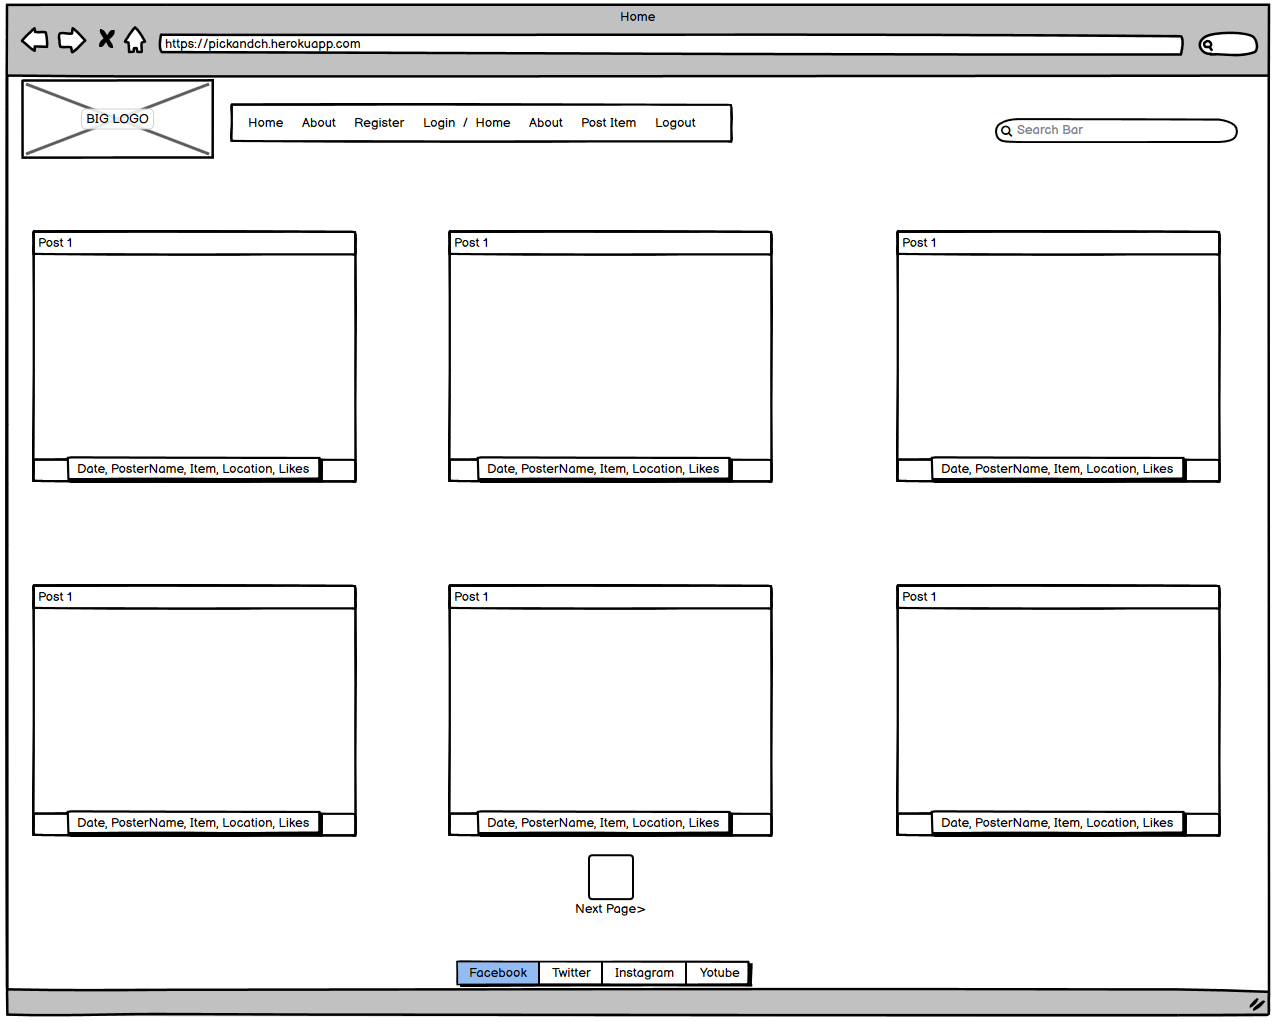 Home
https://pickandch.herokuapp.com
BIG LOGO
Home About Register Login / Home About Post Item Logout
Search Bar
Post 1 Post 1 Post 1
Date, PosterName, Item, Location, Likes Date, PosterName, Item, Location, Likes Date, PosterName, Item, Location, Likes
Post 1 Post 1 Post 1
Date, PosterName, Item, Location, Likes Date, PosterName, Item, Location, Likes Date, PosterName, Item, Location, Likes
Next Page>
Facebook Twitter Instagram Yotube